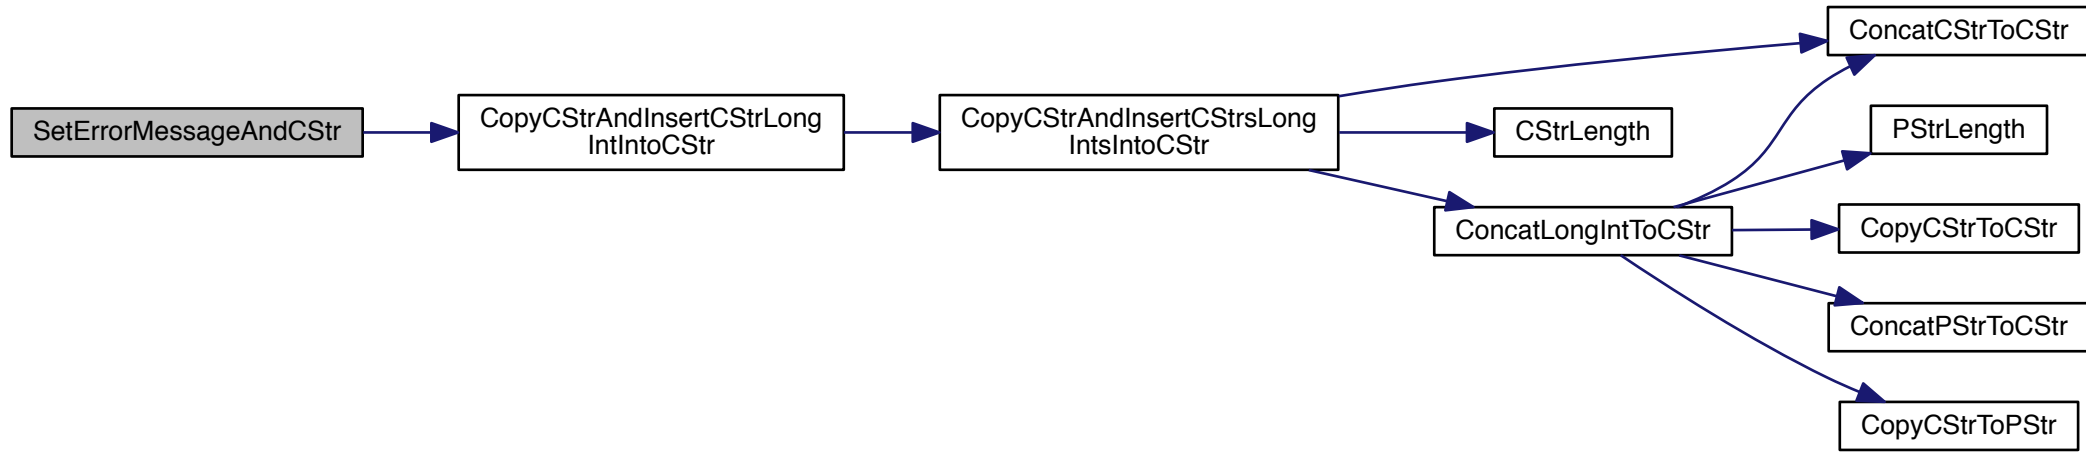 SetErrorMessageAndCStr
CopyCStrAndInsertCStrLong
IntIntoCStr
CopyCStrAndInsertCStrsLong
IntsIntoCStr
ConcatCStrToCStr
CStrLength
PStrLength
ConcatLongIntToCStr
CopyCStrToCStr
ConcatPStrToCStr
CopyCStrToPStr